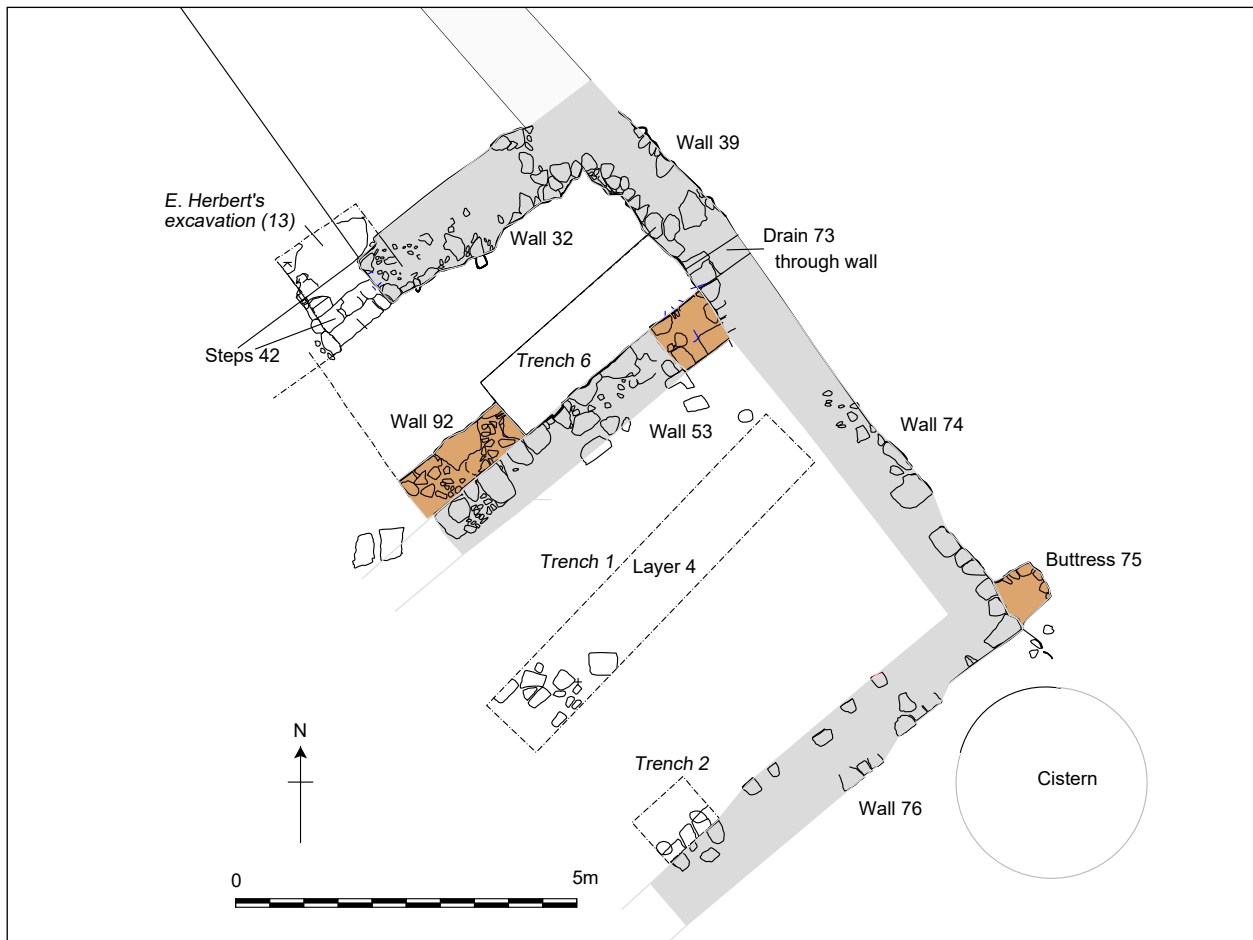 Wall 39
E. Herbert's
excavation (13)
Wall 32
Drain 73
through wall
Steps 42
Trench 6
Wall 92
Wall 53
Wall 74
Trench 1
Layer 4
Buttress 75
N
Trench 2
Cistern
Wall 76
0
5m